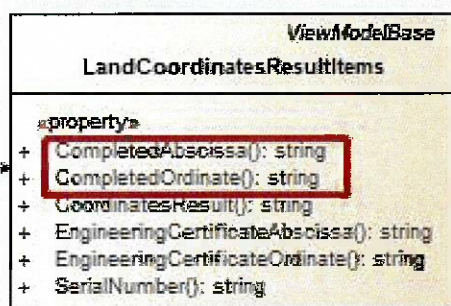 ViewModelBase
LandCoordinatesResultItems
«property»
+ CompletedAbscissa(): string
+ CompletedOrdinate(): string
+ CoordinatesResult(): string
+ EngineeringCertificateAbscissa(): string
+ EngineeringCertificateOrdinate(): string
+ SerialNumber(): string